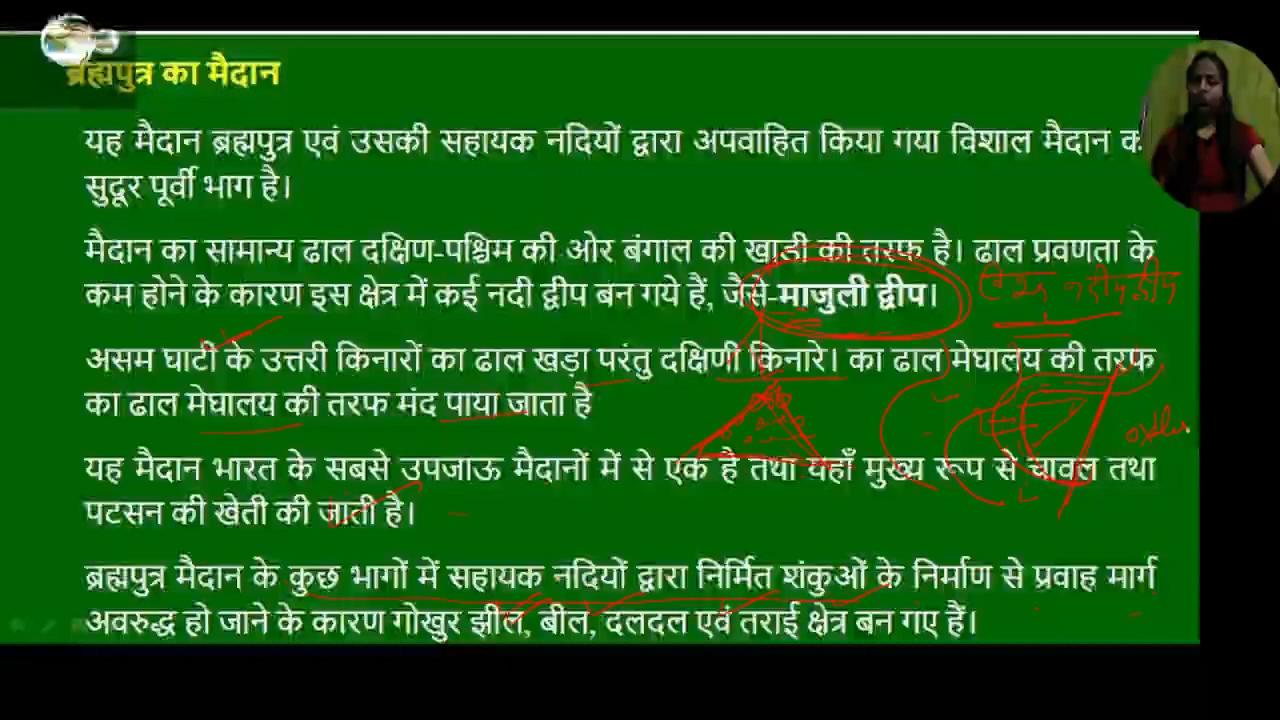 ब्रह्मपुत्र का मैदान
यह मैदान ब्रह्मपुत्र एवं उसकी सहायक नदियों द्वारा अपवाहित किया गया विशाल मैदान क
सुदूर पूर्वी भाग है।
मैदान का सामान्य ढाल दक्षिण-पश्चिम की ओर बंगाल की खाड़ी की तरफ है। ढाल प्रवणता के
कम होने के कारण इस क्षेत्र में कई नदी द्वीप बन गये हैं, जैसे-माजुली द्वीप।
असम घाटी के उत्तरी किनारों का ढाल खड़ा परंतु दक्षिणी किनारे। का ढाल मेघालय की तरफ
का ढाल मेघालय की तरफ मंद पाया जाता है
यह मैदान भारत के सबसे उपजाऊ मैदानों में से एक है तथा यहाँ मुख्य रूप से चावल तथा
पटसन की खेती की जाती है।
ब्रह्मपुत्र मैदान के कुछ भागों में सहायक नदियों द्वारा निर्मित शंकुओं के निर्माण से प्रवाह मार्ग
अवरुद्ध हो जाने के कारण गोखुर झील, बील, दलदल एवं तराई क्षेत्र बन गए हैं।